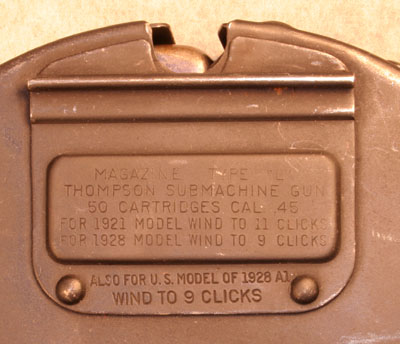 MAGAZINE TYPE "L"
THOMPSON SUBMACHINE GUN
50 CARTRIDGES CAL. .45
FOR 1921 MODEL WIND TO 11 CLICKS
FOR 1928 MODEL WIND TO 9 CLICKS
ALSO FOR U.S. MODEL OF 1928 A1
WIND TO 9 CLICKS